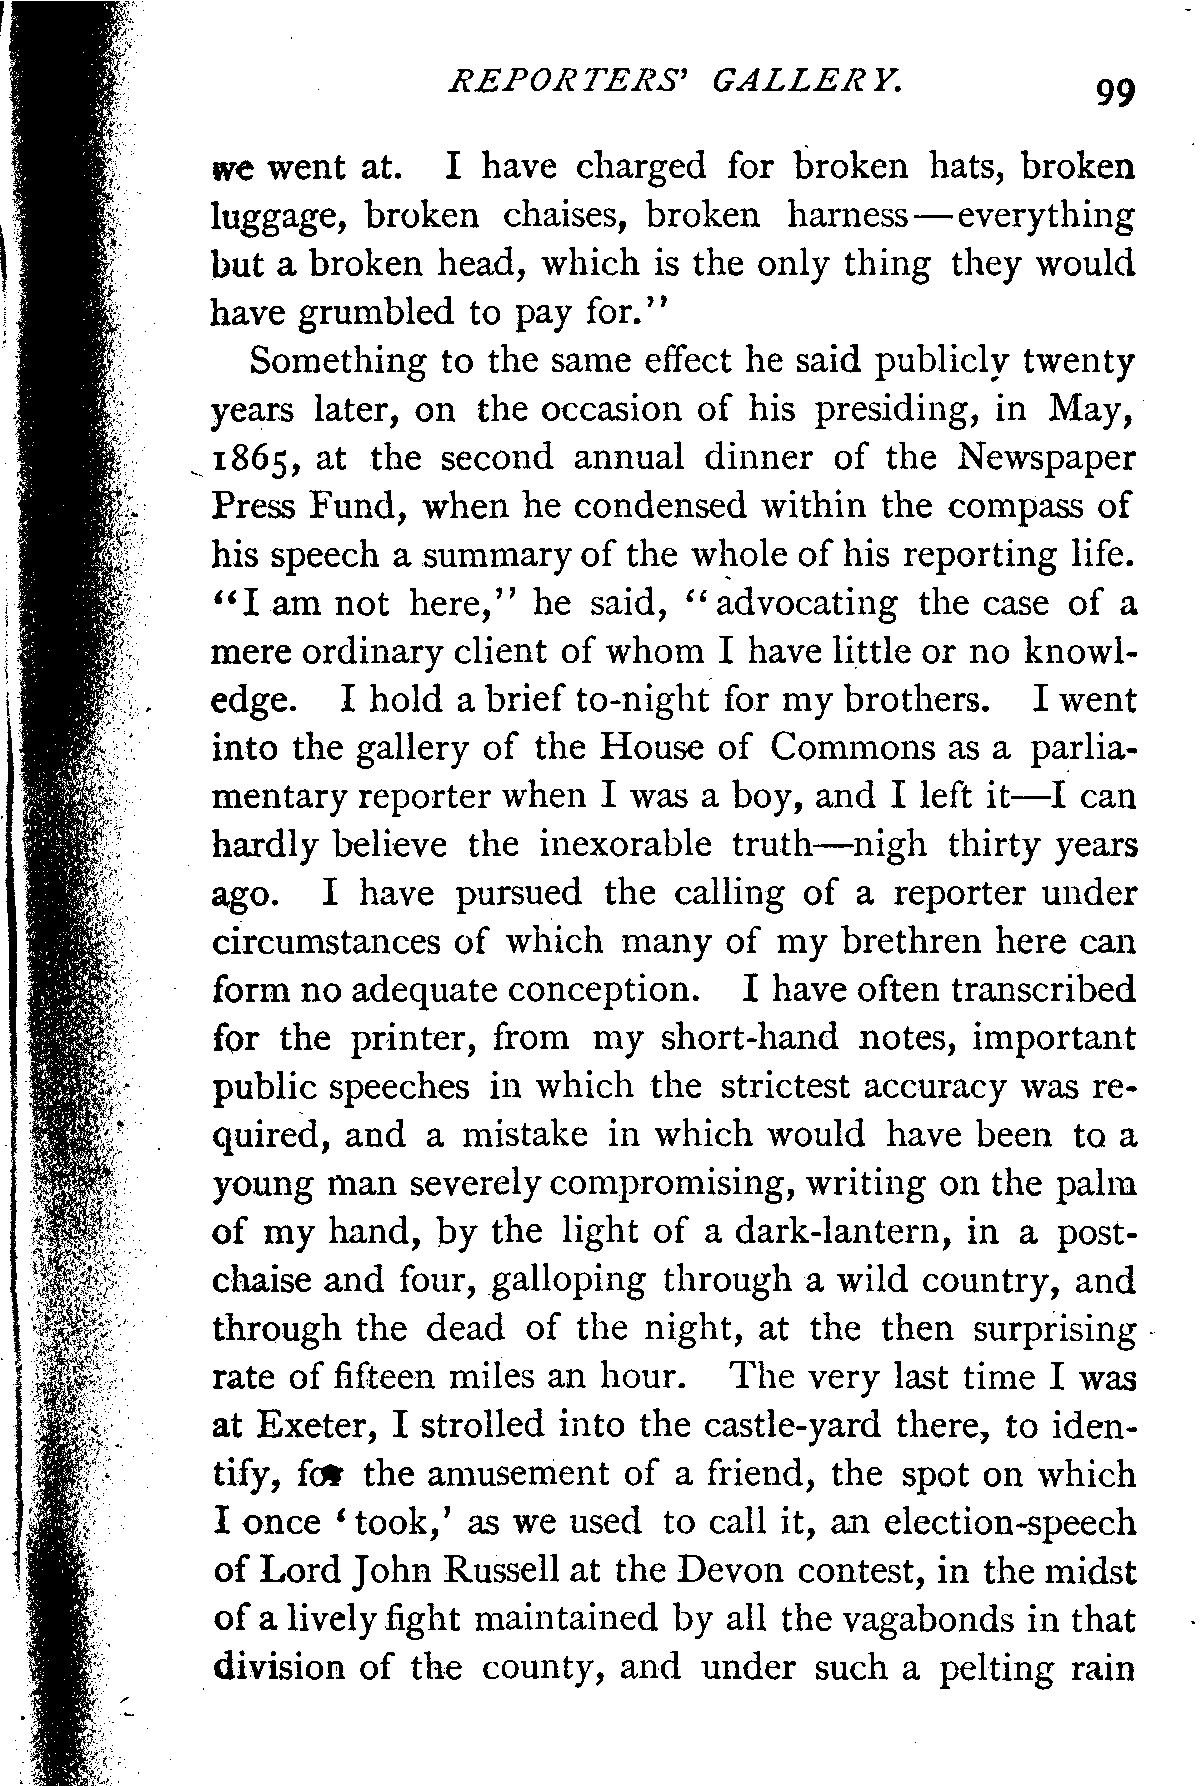 REPORTERS' GALLERY. 99
we went at. I have charged for broken hats, broken
luggage, broken chaises, broken harness—everything
but a broken head, which is the only thing they would
have grumbled to pay for."
Something to the same effect he said publicly twenty
years later, on the occasion of his presiding, in May,
1865, at the second annual dinner of the Newspaper
Press Fund, when he condensed within the compass of
his speech a summary of the whole of his reporting life.
"I am not here," he said, "advocating the case of a
mere ordinary client of whom I have little or no knowl-
edge. I hold a brief to-night for my brothers. I went
into the gallery of the House of Commons as a parlia-
mentary reporter when I was a boy, and I left it—I can
hardly believe the inexorable truth—nigh thirty years
ago. I have pursued the calling of a reporter under
circumstances of which many of my brethren here can
form no adequate conception. I have often transcribed
for the printer, from my short-hand notes, important
public speeches in which the strictest accuracy was re-
quired, and a mistake in which would have been to a
young man severely compromising, writing on the palm
of my hand, by the light of a dark-lantern, in a post-
chaise and four, galloping through a wild country, and
through the dead of the night, at the then surprising
rate of fifteen miles an hour. The very last time I was
at Exeter, I strolled into the castle-yard there, to iden-
tify, for the amusement of a friend, the spot on which
I once 'took,' as we used to call it, an election-speech
of Lord John Russell at the Devon contest, in the midst
of a lively fight maintained by all the vagabonds in that
division of the county, and under such a pelting rain